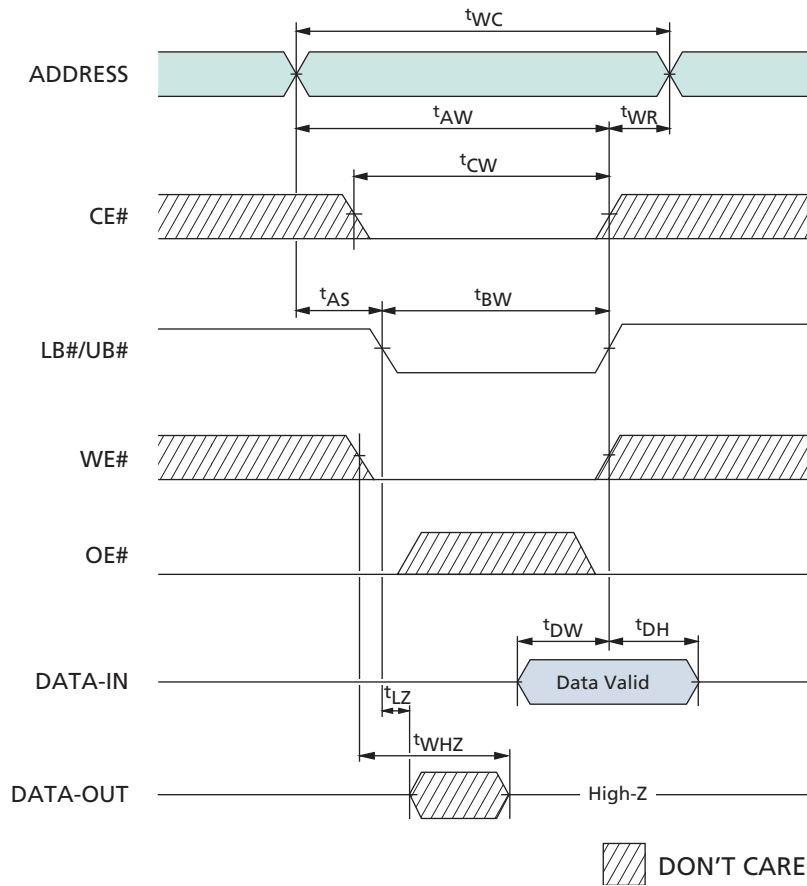 tWC
ADDRESS
tAW
tWR
tCW
CE#
tAS
tBW
LB#/UB#
WE#
OE#
tDW
tDH
DATA-IN
Data Valid
tLZ
tWHZ
DATA-OUT
High-Z
DON'T CARE